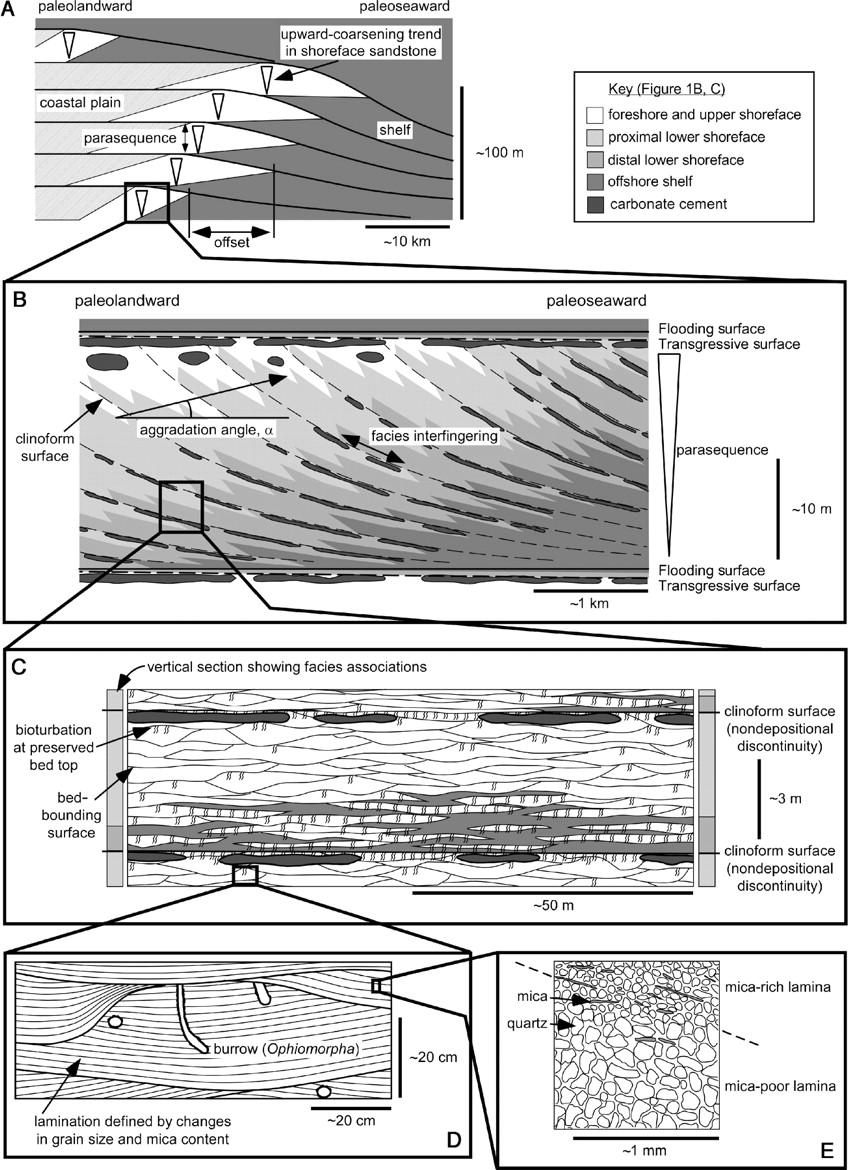 A
paleolandward
paleoseaward
upward-coarsening trend
in shoreface sandstone
coastal plain
parasequence
shelf
offset
~100 m
~10 km
Key (Figure 1B, C)
foreshore and upper shoreface
proximal lower shoreface
distal lower shoreface
offshore shelf
carbonate cement
B
paleolandward
paleoseaward
Flooding surface
Transgressive surface
clinoform
surface
aggradation angle, α
facies interfingering
parasequence
~10 m
Flooding surface
Transgressive surface
~1 km
C
vertical section showing facies associations
bioturbation
at preserved
bed top
bed-
bounding
surface
clinoform surface
(nondepositional
discontinuity)
~3 m
clinoform surface
(nondepositional
discontinuity)
~50 m
burrow (Ophiomorpha)
~20 cm
~20 cm
lamination defined by changes
in grain size and mica content
D
mica
quartz
mica-rich lamina
mica-poor lamina
~1 mm
E